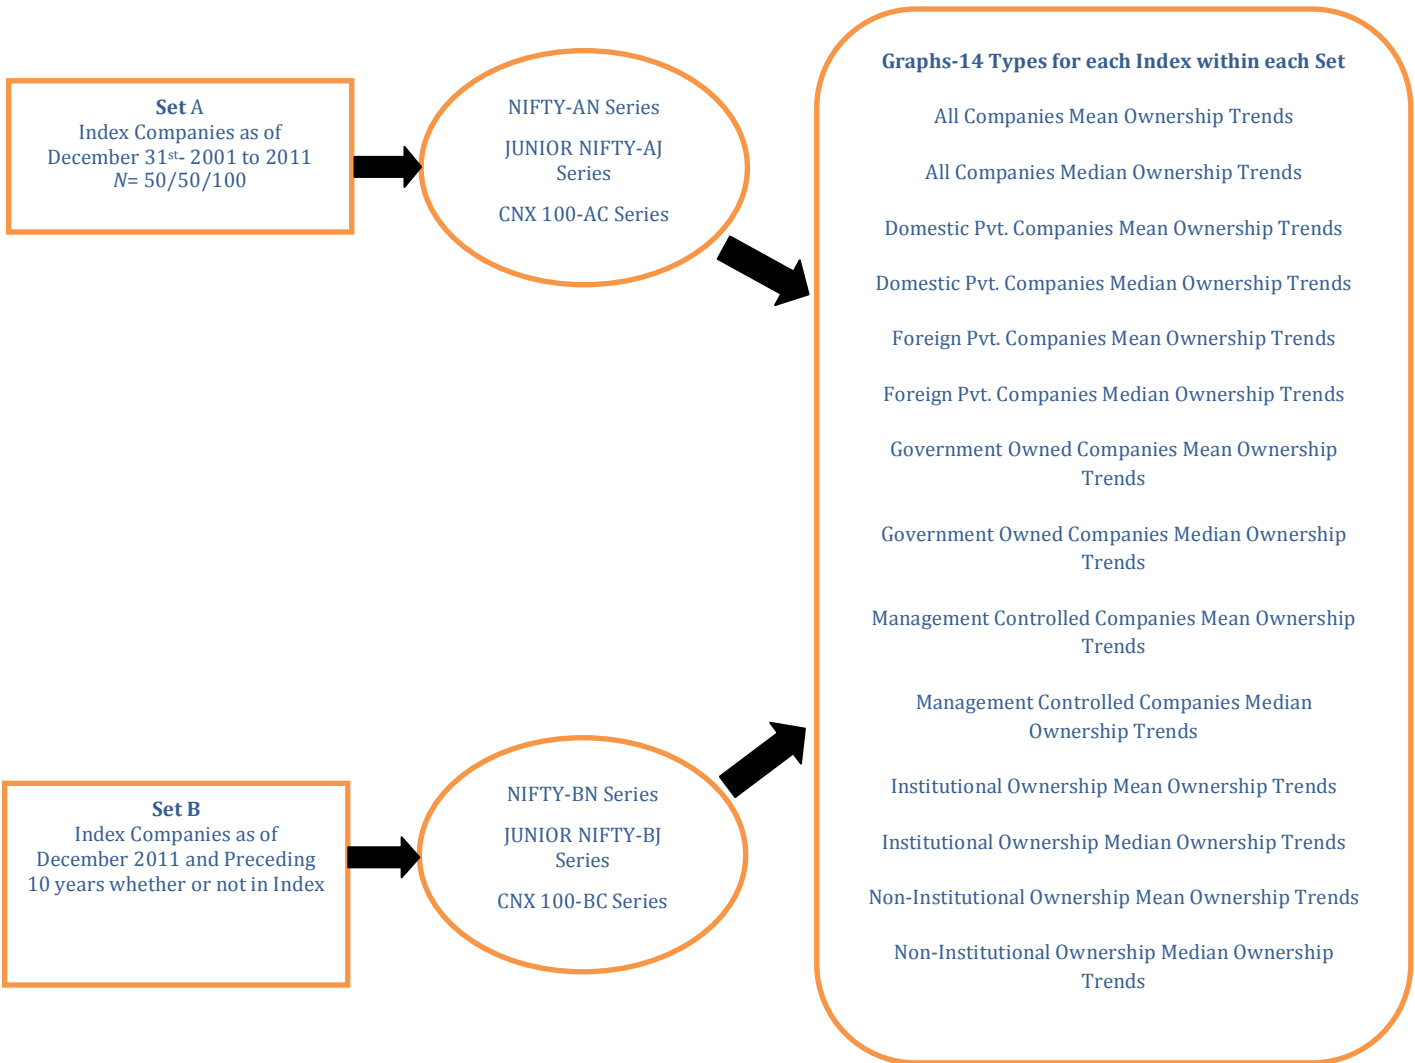 Set A
Index Companies as of
December 31st- 2001 to 2011
N= 50/50/100
NIFTY-AN Series
JUNIOR NIFTY-AJ
Series
CNX 100-AC Series
Set B
Index Companies as of
December 2011 and Preceding
10 years whether or not in Index
NIFTY-BN Series
JUNIOR NIFTY-BJ
Series
CNX 100-BC Series
Graphs-14 Types for each Index within each Set
All Companies Mean Ownership Trends
All Companies Median Ownership Trends
Domestic Pvt. Companies Mean Ownership Trends
Domestic Pvt. Companies Median Ownership Trends
Foreign Pvt. Companies Mean Ownership Trends
Foreign Pvt. Companies Median Ownership Trends
Government Owned Companies Mean Ownership
Trends
Government Owned Companies Median Ownership
Trends
Management Controlled Companies Mean Ownership
Trends
Management Controlled Companies Median
Ownership Trends
Institutional Ownership Mean Ownership Trends
Institutional Ownership Median Ownership Trends
Non-Institutional Ownership Mean Ownership Trends
Non-Institutional Ownership Median Ownership
Trends